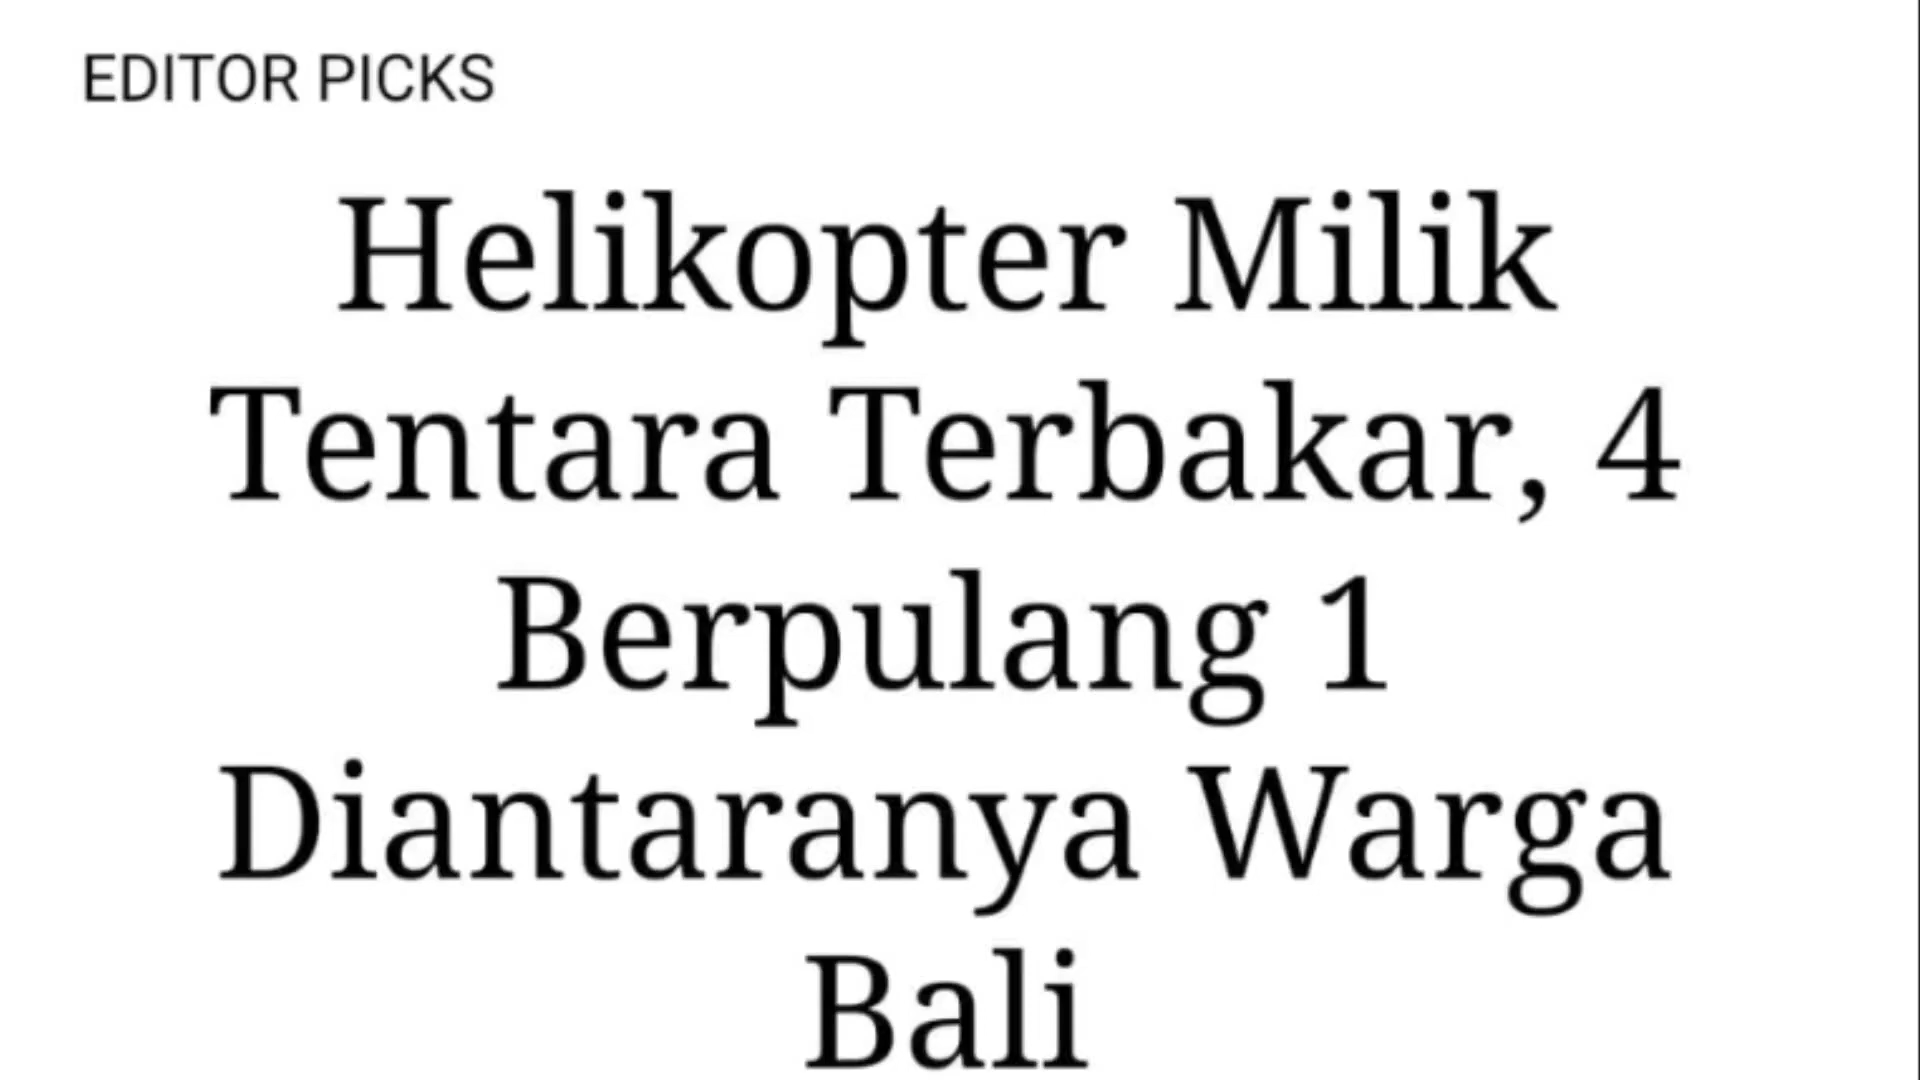 EDITOR PICKS
Helikopter Milik
Tentara Terbakar, 4
Berpulang 1
Diantaranya Warga
Bali